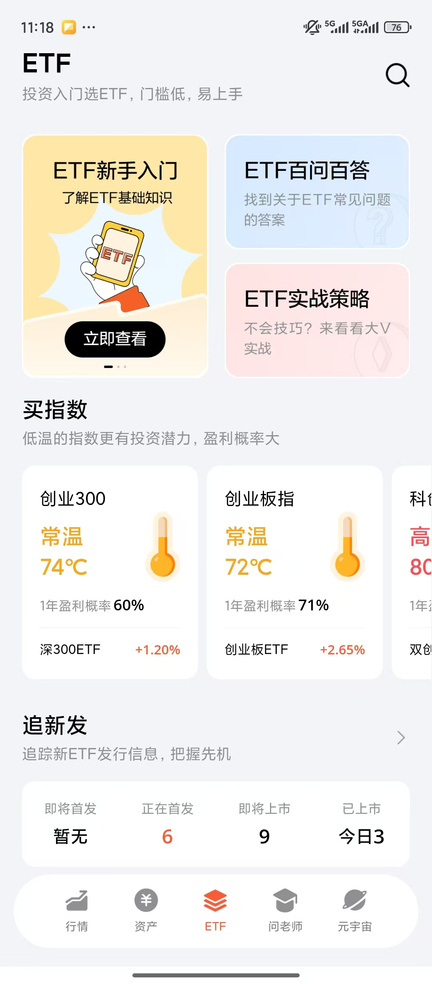 11:18
5G
5GA
76
ETF
投资入门选ETF，门槛低，易上手
ETF新手入门
了解ETF基础知识
ETF
立即查看
ETF百问百答
找到关于ETF常见问题
的答案
ETF实战策略
不会技巧？来看看大V
实战
买指数
低温的指数更有投资潜力，盈利概率大
创业300
常温
74℃
1年盈利概率 60%
深300ETF +1.20%
创业板指
常温
72℃
1年盈利概率 71%
创业板ETF +2.65%
科
高
80
1年
双创
追新发
追踪新ETF发行信息，把握先机
即将首发 正在首发 即将上市 已上市
暂无 6 9 今日3
行情 资产 ETF 问老师 元宇宙